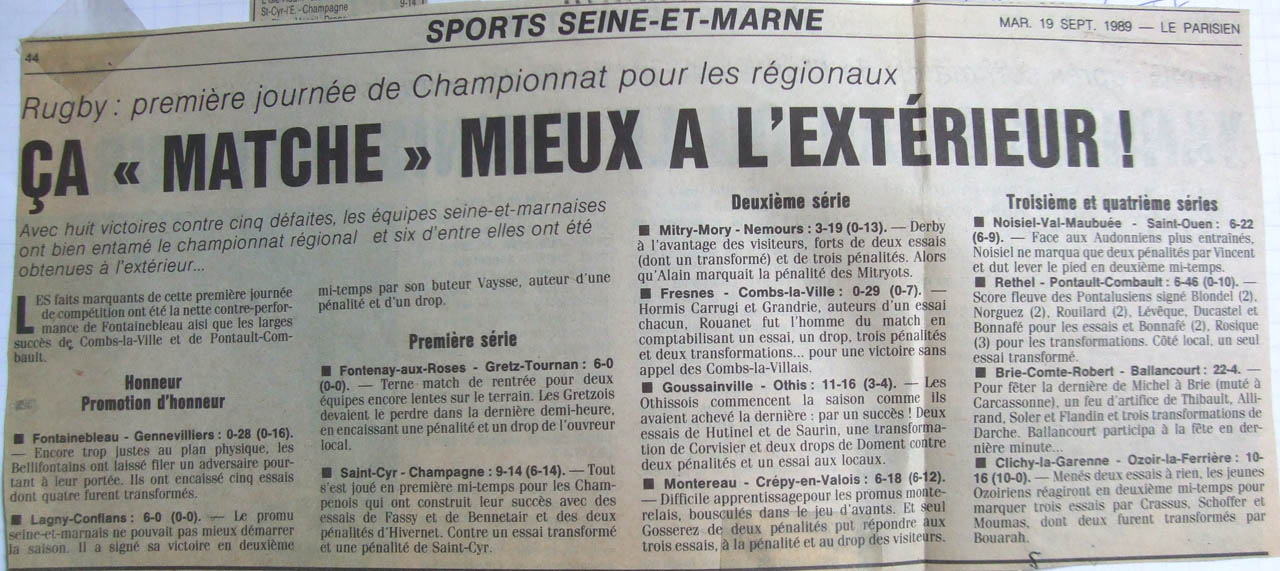 St-Cyr-l'E. -Champagne 9-14
SPORTS SEINE-ET-MARNE
MAR. 19 SEPT. 1989 — LE PARISIEN
44
Rugby : première journée de Championnat pour les régionaux
ÇA « MATCHE » MIEUX A L'EXTÉRIEUR !
Avec huit victoires contre cinq défaites, les équipes seine-et-marnaises
ont bien entamé le championnat régional et six d'entre elles ont été
obtenues à l'extérieur...
LES faits marquants de cette première journée
de compétition ont été la nette contre-perfor-
mance de Fontainebleau aisi que les larges
succès de Combs-la-Ville et de Pontault-Com-
bault.
Honneur
Promotion d'honneur
■ Fontainebleau - Gennevilliers : 0-28 (0-16).
— Encore trop justes au plan physique, les
Bellifontains ont laissé filer un adversaire pour-
tant à leur portée. Ils ont encaissé cinq essais
dont quatre furent transformés.
■ Lagny-Conflans : 6-0 (0-0). — Le promu
seine-et-marnais ne pouvait pas mieux démarrer
la saison. Il a signé sa victoire en deuxième
mi-temps par son buteur Vaysse, auteur d'une
pénalité et d'un drop.
Première série
■ Fontenay-aux-Roses - Gretz-Tournan : 6-0
(0-0). — Terne match de rentrée pour deux
équipes encore lentes sur le terrain. Les Gretzois
devaient le perdre dans la dernière demi-heure,
en encaissant une pénalité et un drop de l'ouvreur
local.
■ Saint-Cyr - Champagne : 9-14 (6-14). — Tout
s'est joué en première mi-temps pour les Cham-
penois qui ont construit leur succès avec des
essais de Fassy et de Bennetair et des deux
pénalités d'Hivernet. Contre un essai transformé
et une pénalité de Saint-Cyr.
Deuxième série
■ Mitry-Mory - Nemours : 3-19 (0-13). — Derby
à l'avantage des visiteurs, forts de deux essais
(dont un transformé) et de trois pénalités. Alors
qu'Alain marquait la pénalité des Mitryots.
■ Fresnes - Combs-la-Ville : 0-29 (0-7). —
Hormis Carrugi et Grandrie, auteurs d'un essai
chacun, Rouanet fut l'homme du match en
comptabilisant un essai, un drop, trois pénalités
et deux transformations... pour une victoire sans
appel des Combs-la-Villais.
■ Goussainville - Othis : 11-16 (3-4). — Les
Othissois commencent la saison comme ils
avaient achevé la dernière : par un succès ! Deux
essais de Hutinel et de Saurin, une transforma-
tion de Corvisier et deux drops de Doment contre
deux pénalités et un essai aux locaux.
■ Montereau - Crépy-en-Valois : 6-18 (6-12).
— Difficile apprentissagepour les promus monte-
relais, bousculés dans le jeu d'avants. Et seul
Gosserez de deux pénalités put répondre aux
trois essais, à la pénalité et au drop des visiteurs.
Troisième et quatrième séries
■ Noisiel-Val-Maubuée - Saint-Ouen : 6-22
(6-9). — Face aux Audonniens plus entraînés,
Noisiel ne marqua que deux pénalités par Vincent
et dut lever le pied en deuxième mi-temps.
■ Rethel - Pontault-Combault : 6-46 (0-10). —
Score fleuve des Pontalusiens signé Blondel (2),
Norguez (2), Rouilard (2), Lévêque, Ducastel et
Bonnafé pour les essais et Bonnafé (2), Rosique
(3) pour les transformations. Côté local, un seul
essai transformé.
■ Brie-Comte-Robert - Ballancourt : 22-4. —
Pour fêter la dernière de Michel à Brie (muté à
Carcassonne), un feu d'artifice de Thibault, Alli-
rand, Soler et Flandin et trois transformations de
Darche. Ballancourt participa à la fête en der-
nière minute...
■ Clichy-la-Garenne - Ozoir-la-Ferrière : 10-
16 (10-0). — Menés deux essais à rien, les jeunes
Ozoiriens réagiront en deuxième mi-temps pour
marquer trois essais par Crassus, Schoffer et
Moumas, dont deux furent transformés par
Bouarah.